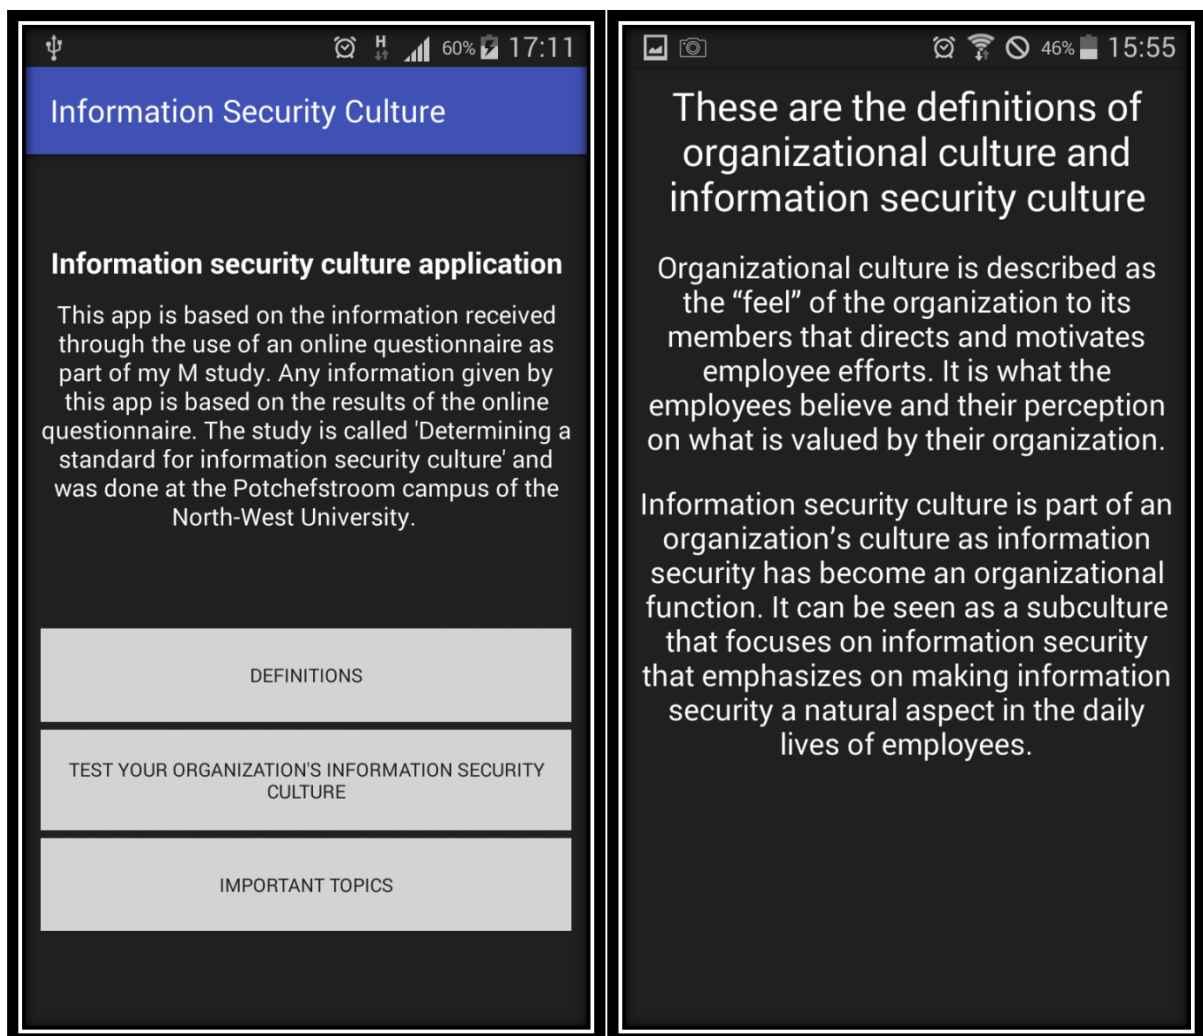 H
60%
17:11
Information Security Culture
Information security culture application
This app is based on the information received
through the use of an online questionnaire as
part of my M study. Any information given by
this app is based on the results of the online
questionnaire. The study is called 'Determining a
standard for information security culture' and
was done at the Potchefstroom campus of the
North-West University.
DEFINITIONS
TEST YOUR ORGANIZATION'S INFORMATION SECURITY
CULTURE
IMPORTANT TOPICS
46%
15:55
These are the definitions of
organizational culture and
information security culture
Organizational culture is described as
the “feel” of the organization to its
members that directs and motivates
employee efforts. It is what the
employees believe and their perception
on what is valued by their organization.
Information security culture is part of an
organization’s culture as information
security has become an organizational
function. It can be seen as a subculture
that focuses on information security
that emphasizes on making information
security a natural aspect in the daily
lives of employees.